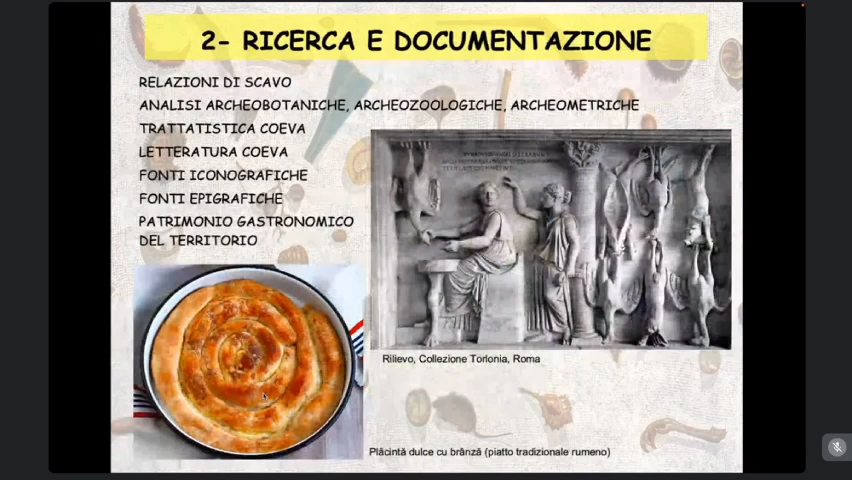 2- RICERCA E DOCUMENTAZIONE
RELAZIONI DI SCAVO
ANALISI ARCHEOBOTANICHE, ARCHEOZOOLOGICHE, ARCHEOMETRICHE
TRATTATISTICA COEVA
LETTERATURA COEVA
FONTI ICONOGRAFICHE
FONTI EPIGRAFICHE
PATRIMONIO GASTRONOMICO
DEL TERRITORIO
Rilievo, Collezione Torlonia, Roma
Plăcintă dulce cu brânză (piatto tradizionale rumeno)